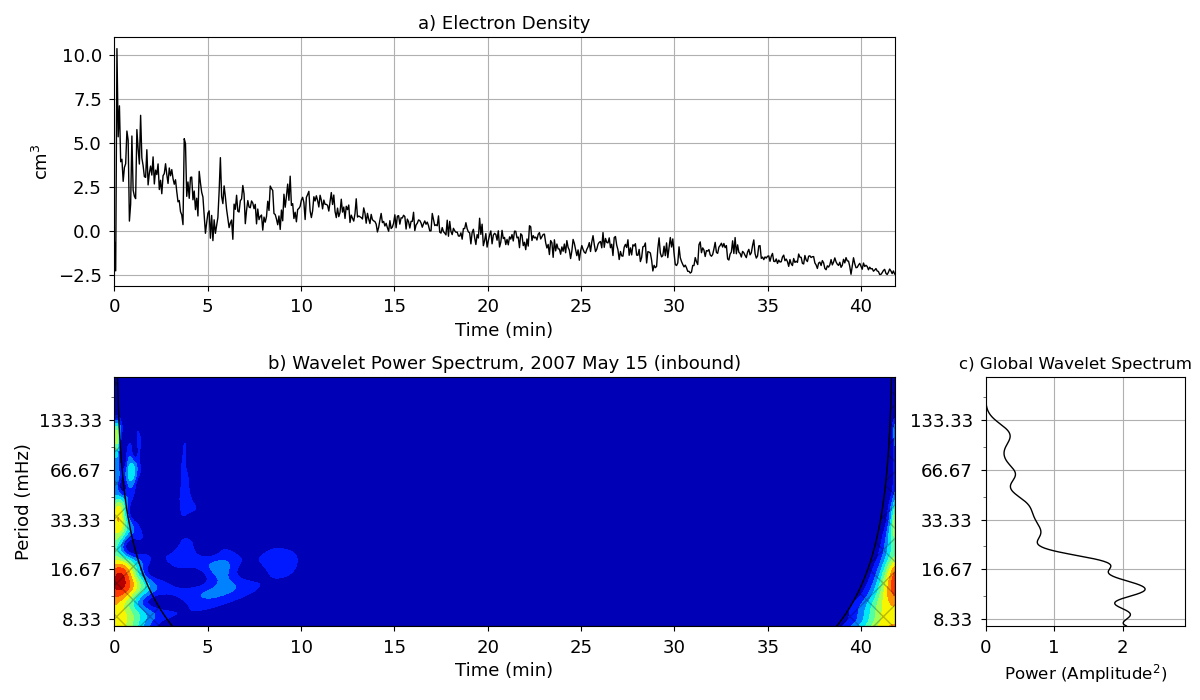 a) Electron Density
10.0
7.5
5.0
2.5
0.0
−2.5
cm³
0 5 10 15 20 25 30 35 40
Time (min)
b) Wavelet Power Spectrum, 2007 May 15 (inbound)
133.33
66.67
33.33
16.67
8.33
Period (mHz)
0 5 10 15 20 25 30 35 40
Time (min)
c) Global Wavelet Spectrum
133.33
66.67
33.33
16.67
8.33
0 1 2
Power (Amplitude²)